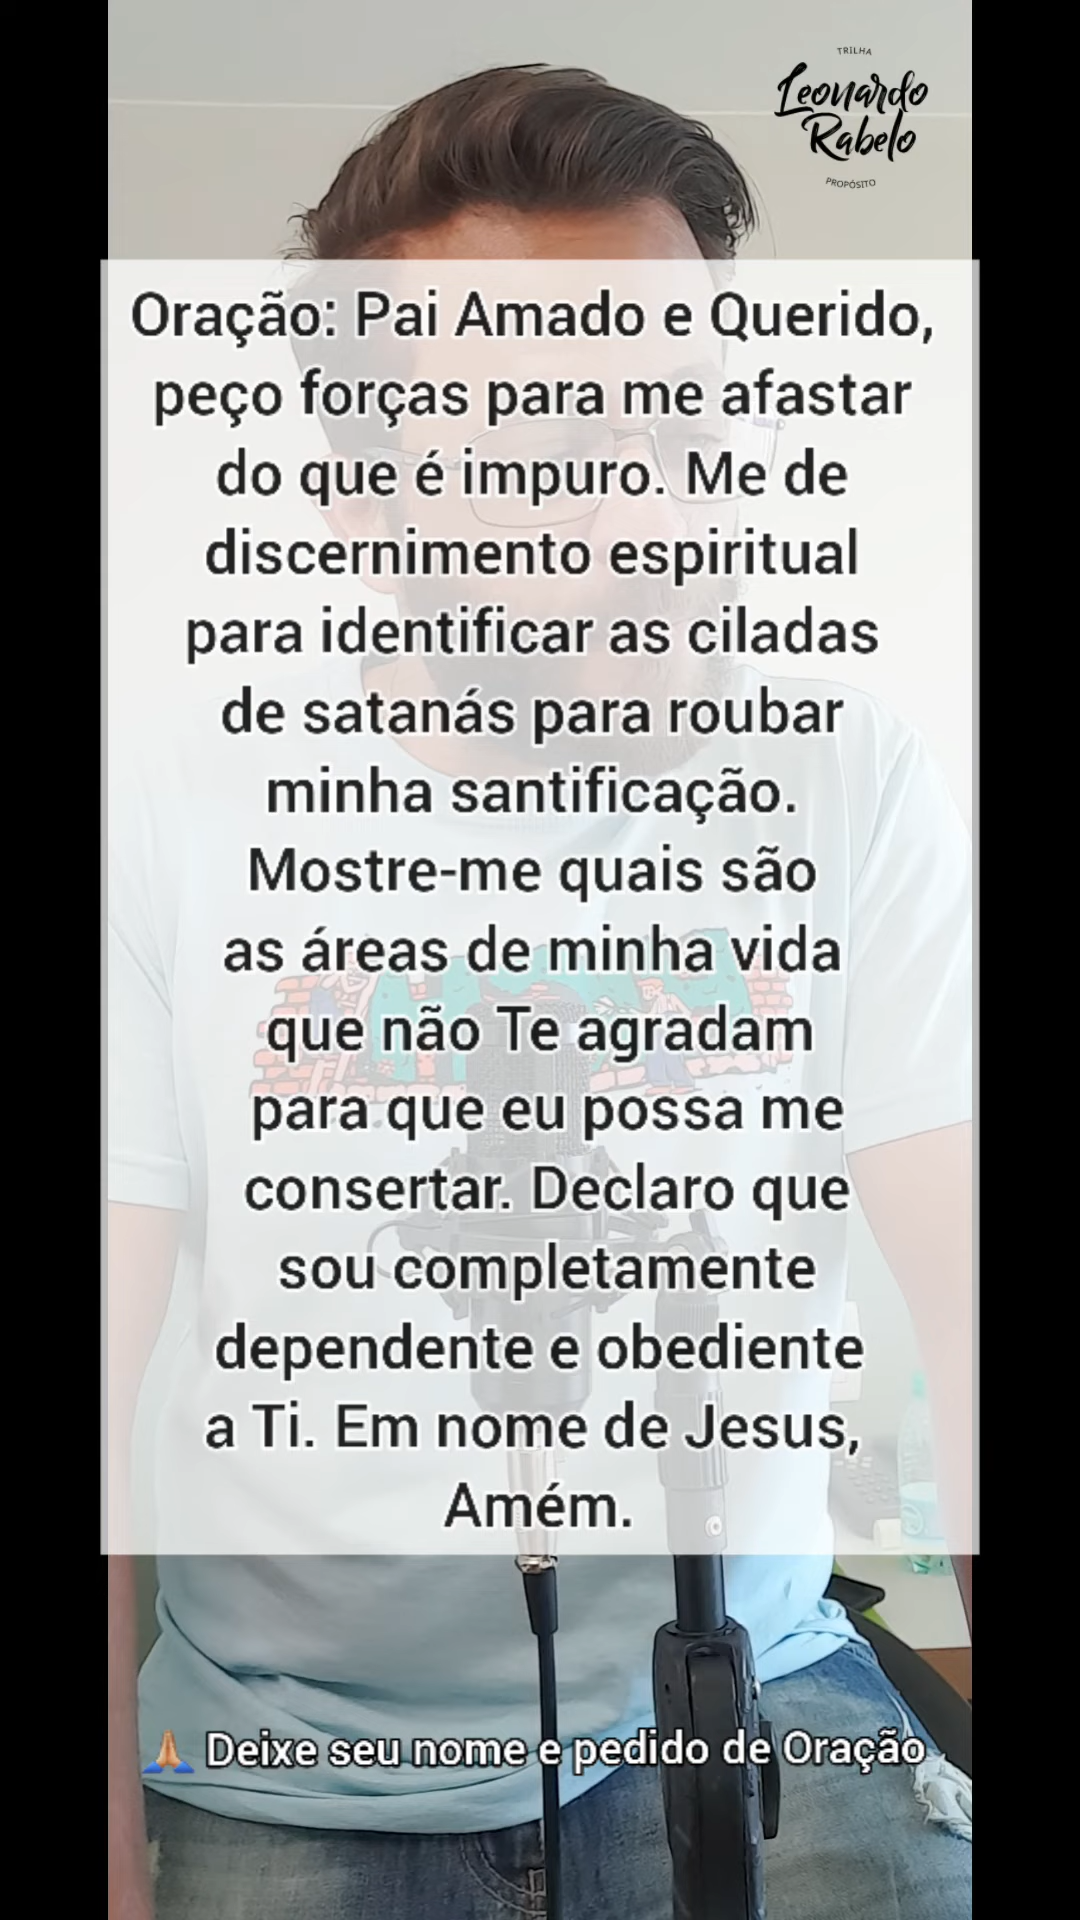 TRILHA
Leonardo
Rabelo
PROPÓSITO
Oração: Pai Amado e Querido,
peço forças para me afastar
do que é impuro. Me de
discernimento espiritual
para identificar as ciladas
de satanás para roubar
minha santificação.
Mostre-me quais são
as áreas de minha vida
que não Te agradam
para que eu possa me
consertar. Declaro que
sou completamente
dependente e obediente
a Ti. Em nome de Jesus,
Amém.
🙏 Deixe seu nome e pedido de Oração